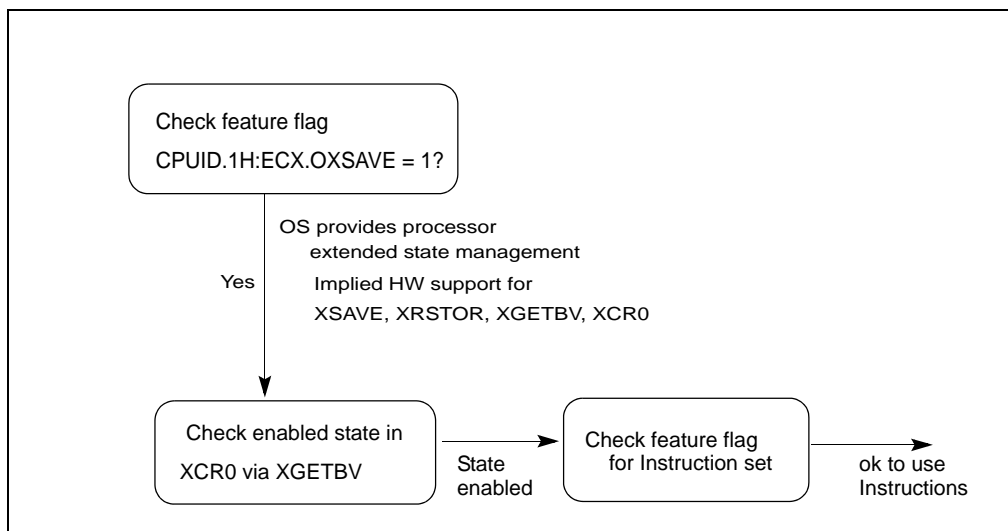 Check feature flag
CPUID.1H:ECX.OXSAVE = 1?
OS provides processor
extended state management
Yes
Implied HW support for
XSAVE, XRSTOR, XGETBV, XCR0
Check enabled state in
XCR0 via XGETBV
State
enabled
Check feature flag
for Instruction set
ok to use
Instructions